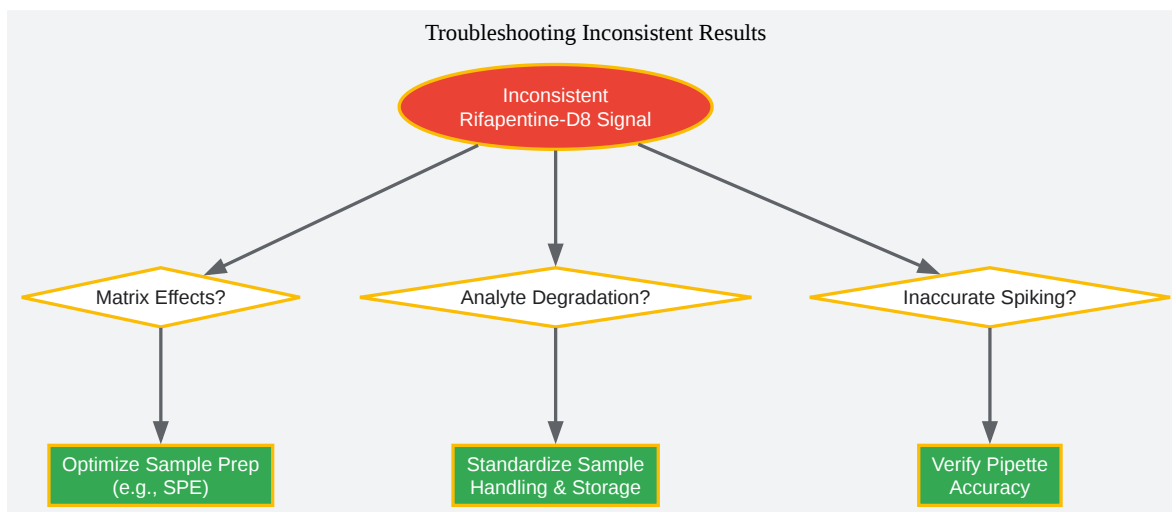 Troubleshooting Inconsistent Results
Inconsistent
Rifapentine-D8 Signal
Matrix Effects?
Analyte Degradation?
Inaccurate Spiking?
Optimize Sample Prep
(e.g., SPE)
Standardize Sample
Handling & Storage
Verify Pipette
Accuracy